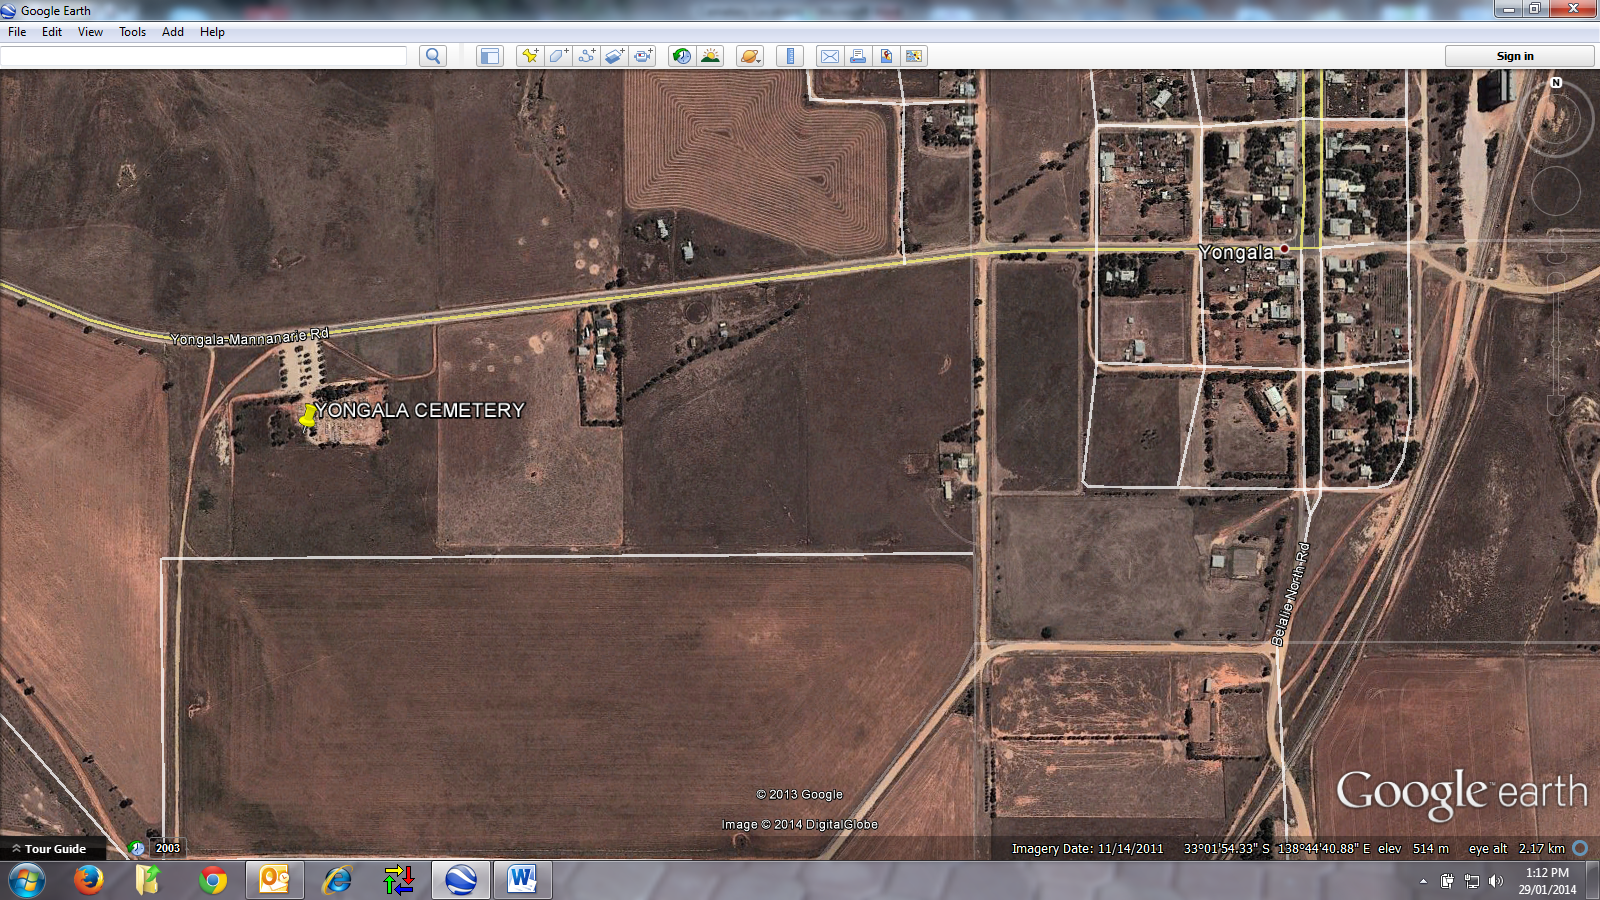 Google Earth
File Edit View Tools Add Help
Sign in
N
Yongala
Yongala-Mannanarie Rd
YONGALA CEMETERY
Belalie North Rd
Google earth
© 2013 Google
Image © 2014 DigitalGlobe
Tour Guide
2003
Imagery Date: 11/14/2011 33°01'54.33" S 138°44'40.88" E elev 514 m eye alt 2.17 km
1:12 PM
29/01/2014